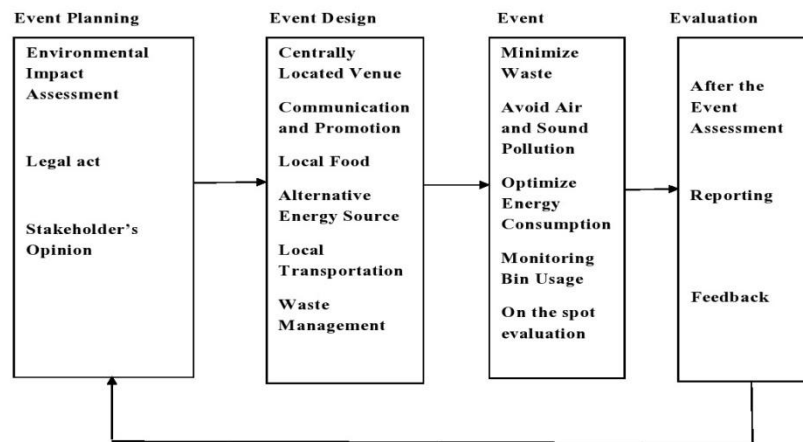 Event Planning
Environmental
Impact
Assessment
Legal act
Stakeholder's
Opinion
Event Design
Centrally
Located Venue
Communication
and Promotion
Local Food
Alternative
Energy Source
Local
Transportation
Waste
Management
Event
Minimize
Waste
Avoid Air
and Sound
Pollution
Optimize
Energy
Consumption
Monitoring
Bin Usage
On the spot
evaluation
Evaluation
After the
Event
Assessment
Reporting
Feedback